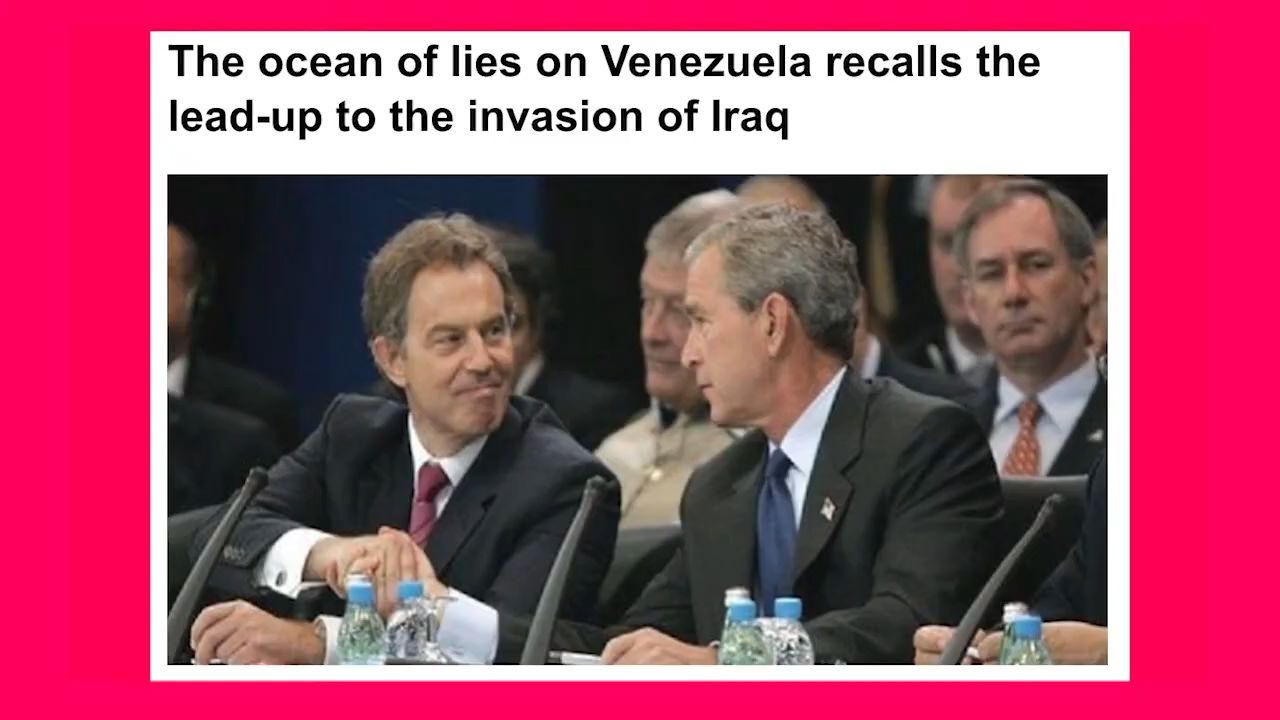 The ocean of lies on Venezuela recalls the
lead-up to the invasion of Iraq